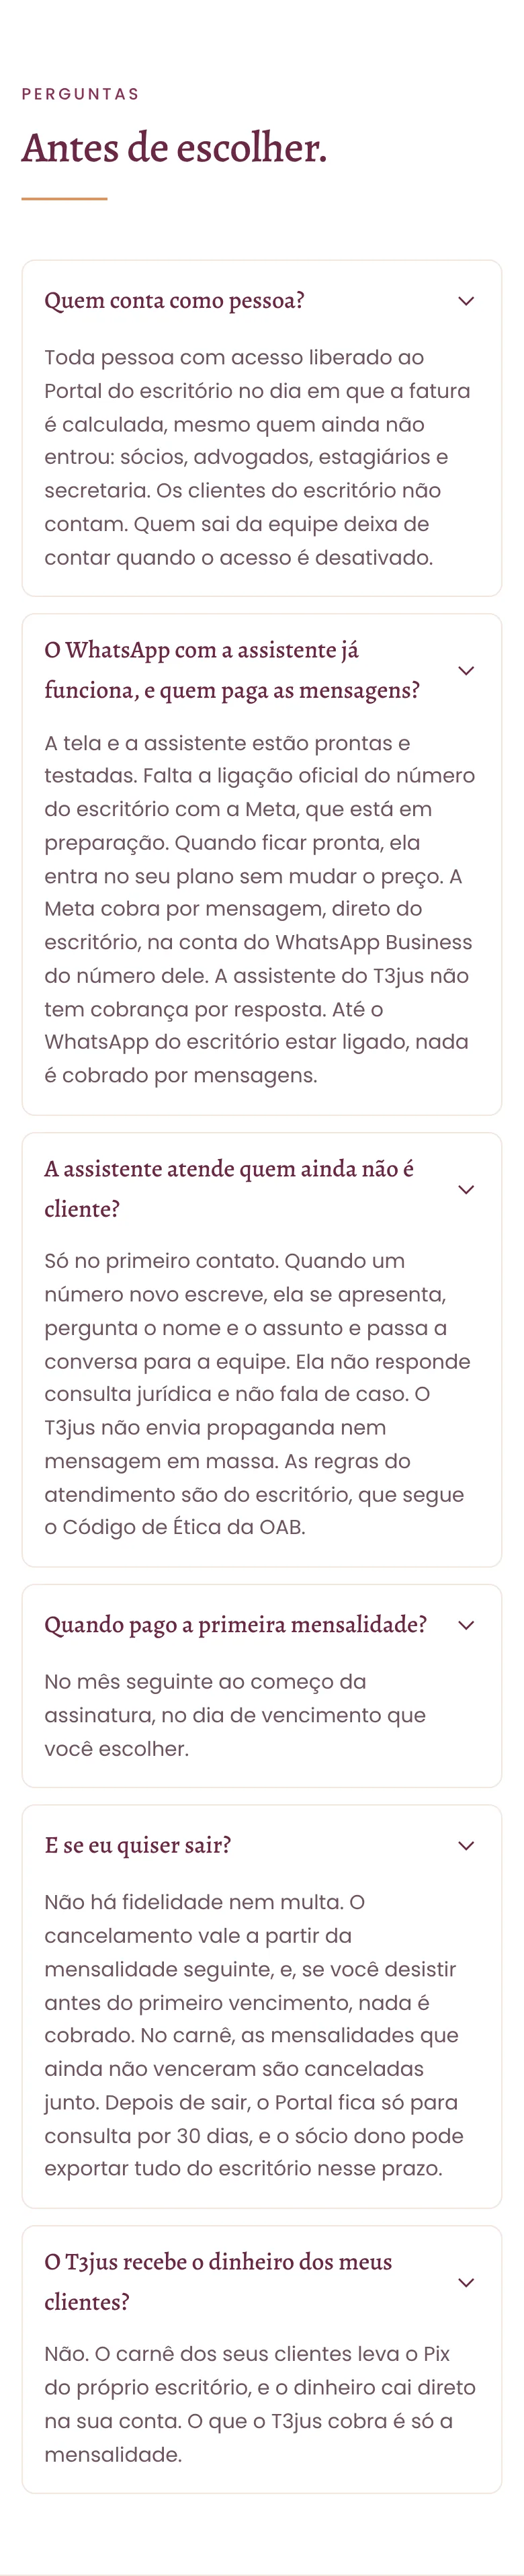 PERGUNTAS
Antes de escolher.
Quem conta como pessoa?
Toda pessoa com acesso liberado ao
Portal do escritório no dia em que a fatura
é calculada, mesmo quem ainda não
entrou: sócios, advogados, estagiários e
secretaria. Os clientes do escritório não
contam. Quem sai da equipe deixa de
contar quando o acesso é desativado.
O WhatsApp com a assistente já
funciona, e quem paga as mensagens?
A tela e a assistente estão prontas e
testadas. Falta a ligação oficial do número
do escritório com a Meta, que está em
preparação. Quando ficar pronta, ela
entra no seu plano sem mudar o preço. A
Meta cobra por mensagem, direto do
escritório, na conta do WhatsApp Business
do número dele. A assistente do T3jus não
tem cobrança por resposta. Até o
WhatsApp do escritório estar ligado, nada
é cobrado por mensagens.
A assistente atende quem ainda não é
cliente?
Só no primeiro contato. Quando um
número novo escreve, ela se apresenta,
pergunta o nome e o assunto e passa a
conversa para a equipe. Ela não responde
consulta jurídica e não fala de caso. O
T3jus não envia propaganda nem
mensagem em massa. As regras do
atendimento são do escritório, que segue
o Código de Ética da OAB.
Quando pago a primeira mensalidade?
No mês seguinte ao começo da
assinatura, no dia de vencimento que
você escolher.
E se eu quiser sair?
Não há fidelidade nem multa. O
cancelamento vale a partir da
mensalidade seguinte, e, se você desistir
antes do primeiro vencimento, nada é
cobrado. No carnê, as mensalidades que
ainda não venceram são canceladas
junto. Depois de sair, o Portal fica só para
consulta por 30 dias, e o sócio dono pode
exportar tudo do escritório nesse prazo.
O T3jus recebe o dinheiro dos meus
clientes?
Não. O carnê dos seus clientes leva o Pix
do próprio escritório, e o dinheiro cai direto
na sua conta. O que o T3jus cobra é só a
mensalidade.